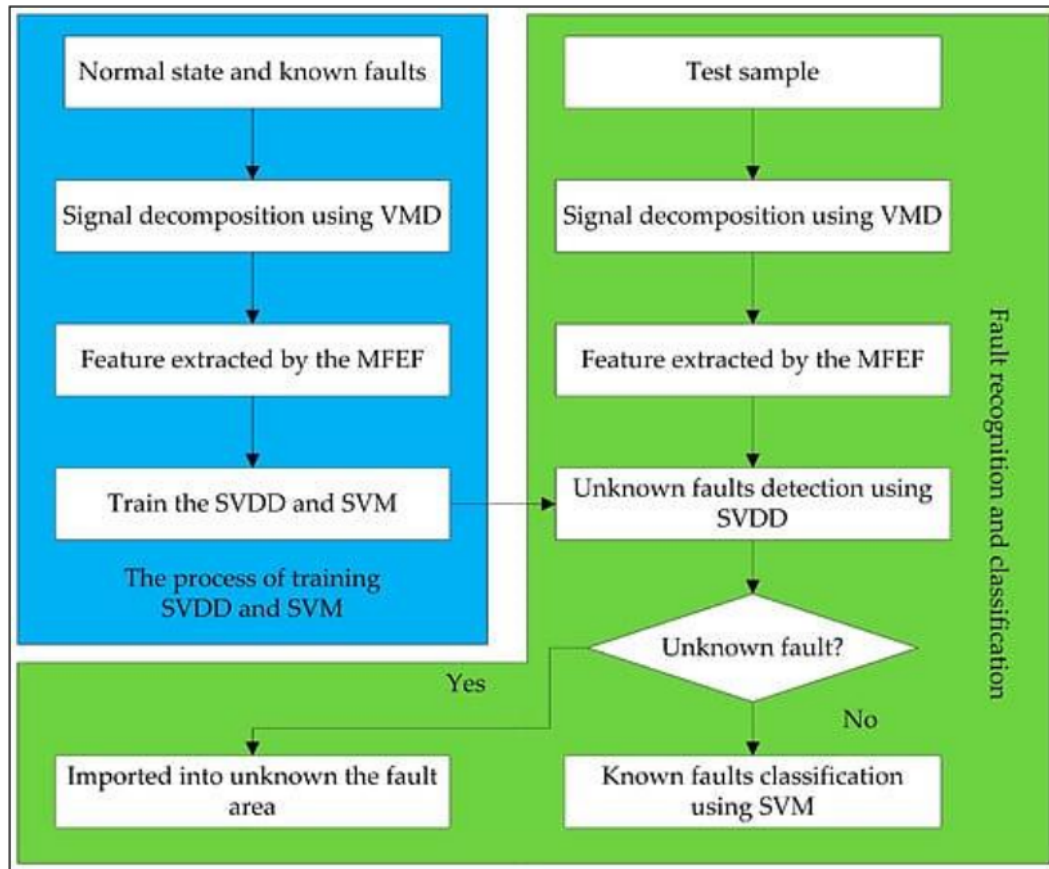 Normal state and known faults
Signal decomposition using VMD
Feature extracted by the MFEF
Train the SVDD and SVM
The process of training
SVDD and SVM
Test sample
Signal decomposition using VMD
Feature extracted by the MFEF
Unknown faults detection using
SVDD
Unknown fault?
Yes
No
Imported into unknown the fault
area
Known faults classification
using SVM
Fault recognition and classification